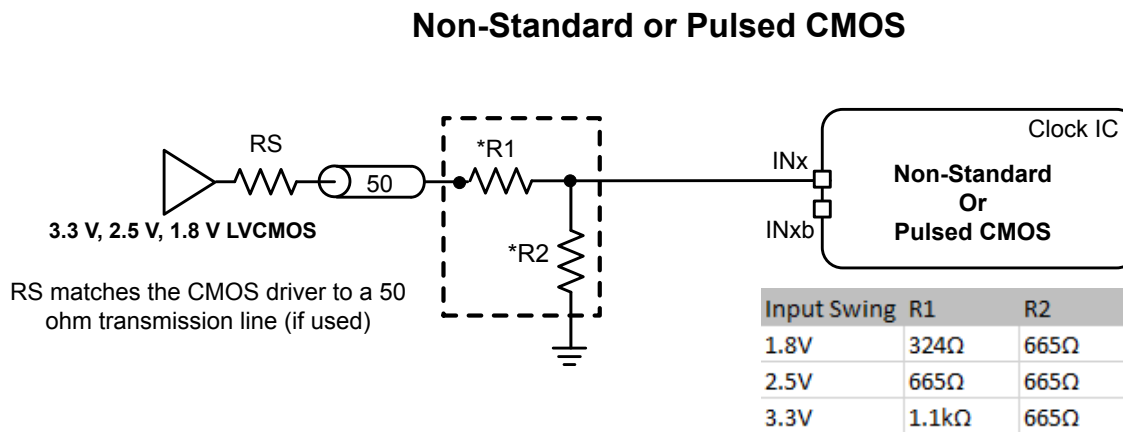 Non-Standard or Pulsed CMOS
Clock IC
RS
*R1
50
INx
Non-Standard
Or
Pulsed CMOS
INxb
3.3 V, 2.5 V, 1.8 V LVCMOS
*R2
RS matches the CMOS driver to a 50
ohm transmission line (if used)
Input Swing R1 R2
1.8V 324Ω 665Ω
2.5V 665Ω 665Ω
3.3V 1.1kΩ 665Ω